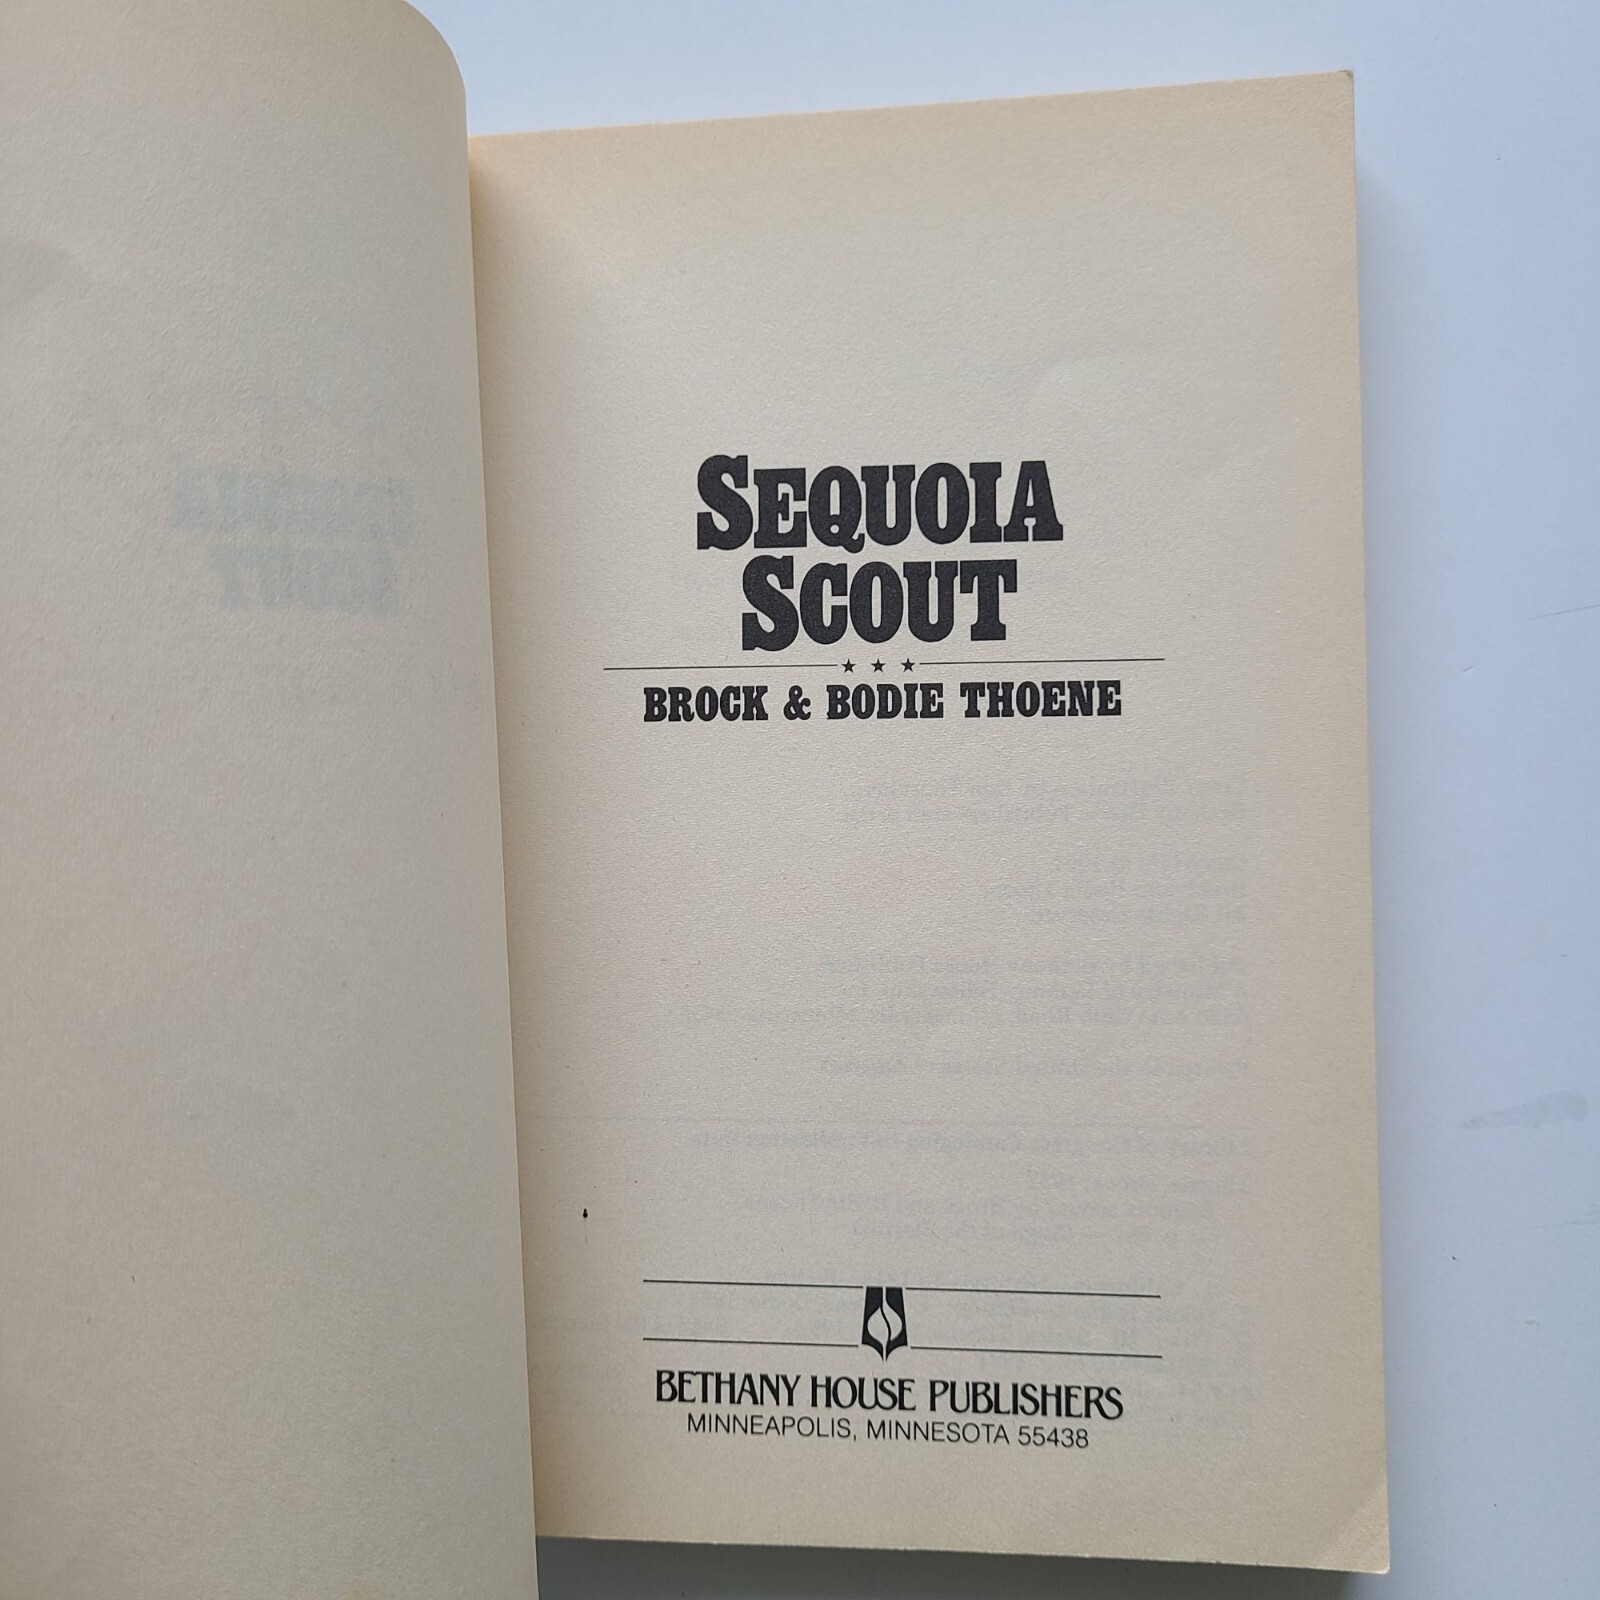 SEQUOIA
SCOUT
BROCK & BODIE THOENE
BETHANY HOUSE PUBLISHERS
MINNEAPOLIS, MINNESOTA 55438